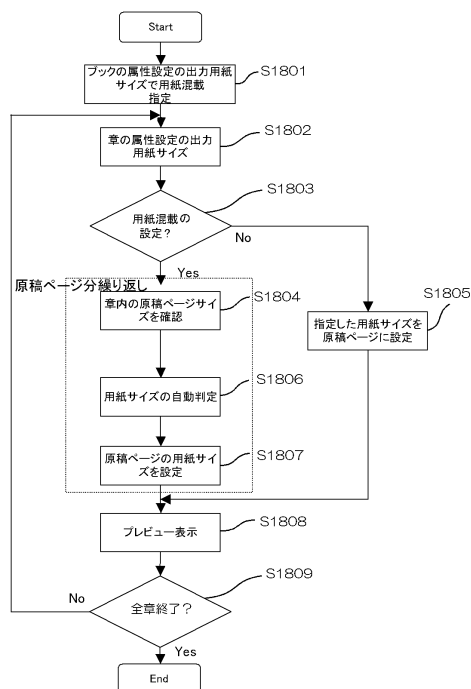 Start
ブックの属性設定の出力用紙
サイズで用紙混載
指定
S1801
章の属性設定の出力
用紙サイズ
S1802
用紙混載の
設定?
S1803
No
Yes
原稿ページ分繰り返し
章内の原稿ページサイ
ズを確認
S1804
指定した用紙サイズを
原稿ページに設定
S1805
用紙サイズの自動判定
S1806
原稿ページの用紙サイ
ズを設定
S1807
プレビュー表示
S1808
全章終了?
S1809
No
Yes
End